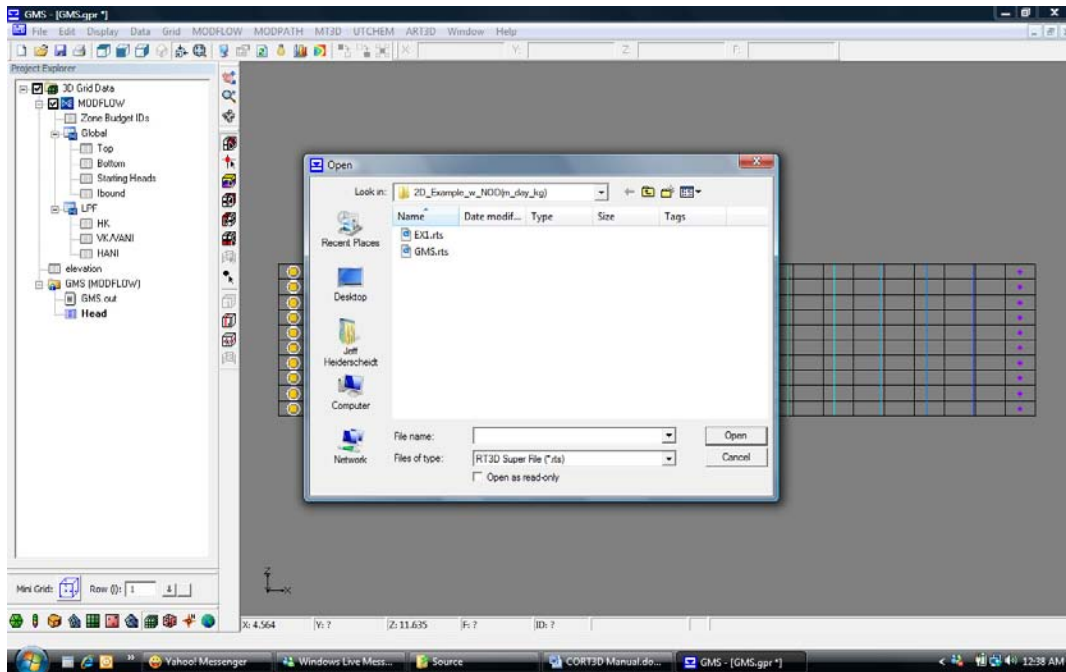 GMS - [GMS.gpr *]
File Edit Display Data Grid MODFLOW MODPATH MT3D UTCHEM ART3D Window Help
X: Y: Z: F:
Project Explorer
3D Grid Data
MODFLOW
Zone Budget IDs
Global
Top
Bottom
Starting Heads
Ibound
LPF
HK
VK/VANI
HANI
elevation
GMS (MODFLOW)
GMS.out
Head
Open
Look in: 2D_Example_w_NOD(m_day_kg)
Name Date modif... Type Size Tags
EX1.rts
GMS.rts
Recent Places
Desktop
Jeff Heiderscheidt
Computer
Network
File name:
Files of type: RT3D Super File (*.rts)
Open as read-only
Open
Cancel
Z
X
Mini Grid: Row (i): 1
X: 4.564 Y: ? Z: 11.635 F: ? ID: ?
Yahoo! Messenger Windows Live Mess... Source CORT3D Manual.do... GMS - [GMS.gpr *] 12:38 AM